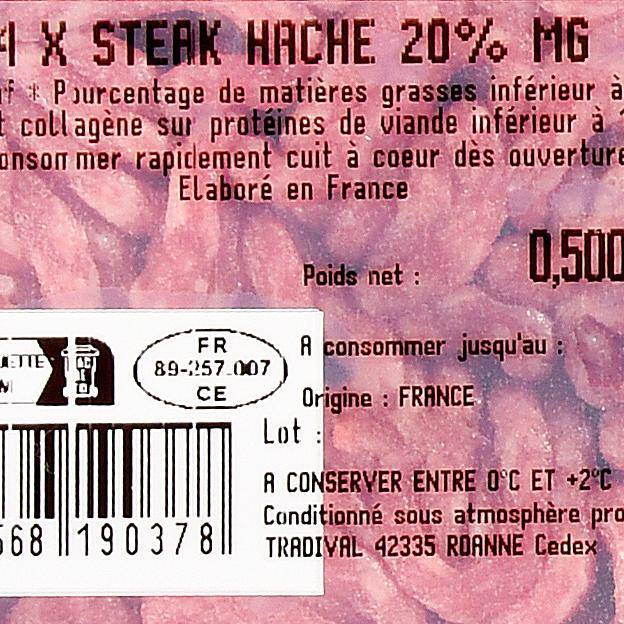 4 X STEAK HACHE 20% MG
Pourcentage de matières grasses inférieur à
collagène sur protéines de viande inférieur à
consommer rapidement cuit à coeur dès ouverture
Elaboré en France
Poids net : 0,500
A consommer jusqu'au :
FR
89-257-007
CE
Origine : FRANCE
Lot :
A CONSERVER ENTRE 0°C ET +2°C
Conditionné sous atmosphère pro
TRADIVAL 42335 ROANNE Cedex
568 190378